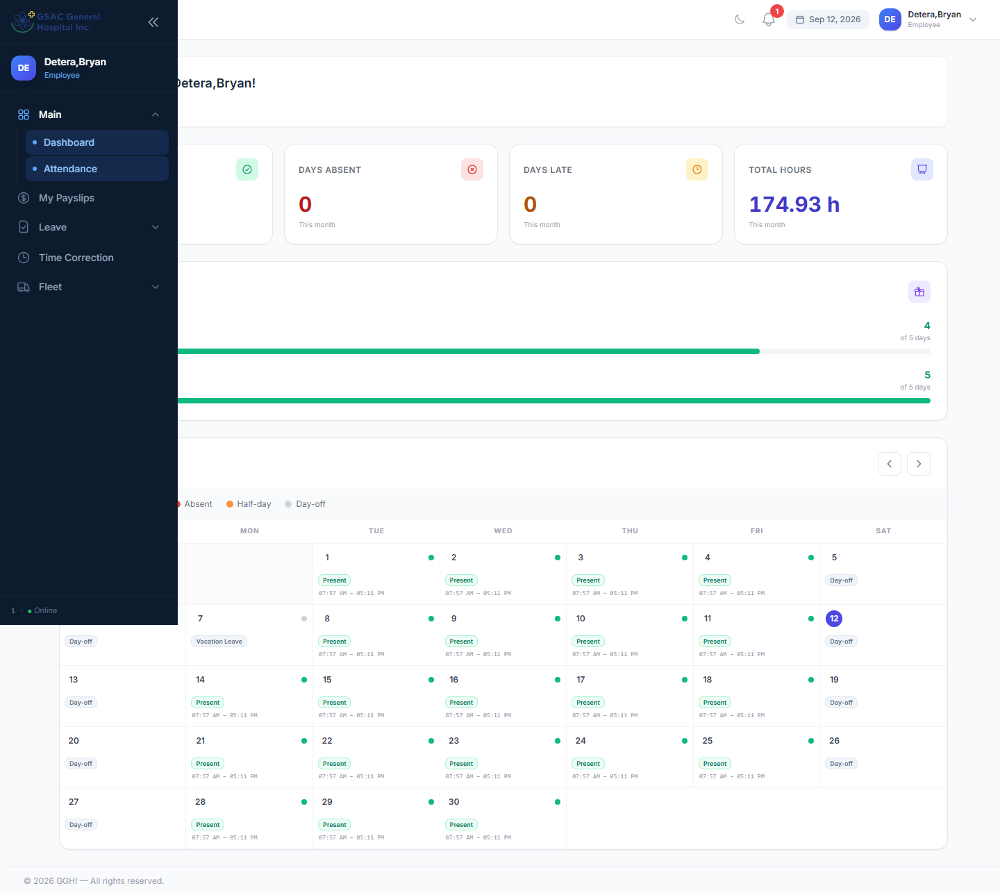 GSAC General
Hospital Inc.
1
Sep 12, 2026
DE
Detera,Bryan
Employee
DE
Detera,Bryan
Employee
Detera,Bryan!
Main
Dashboard
Attendance
My Payslips
Leave
Time Correction
Fleet
DAYS ABSENT
DAYS LATE
TOTAL HOURS
0
0
174.93 h
This month
This month
This month
4
of 5 days
5
of 5 days
Absent
Half-day
Day-off
MON
TUE
WED
THU
FRI
SAT
1
2
3
4
5
Present
Present
Present
Present
Day-off
07:57 AM – 05:11 PM
07:57 AM – 05:11 PM
07:57 AM – 05:11 PM
07:57 AM – 05:11 PM
1 · Online
7
8
9
10
11
12
Day-off
Vacation Leave
Present
Present
Present
Present
Day-off
07:57 AM – 05:11 PM
07:57 AM – 05:11 PM
07:57 AM – 05:11 PM
07:57 AM – 05:11 PM
13
14
15
16
17
18
19
Day-off
Present
Present
Present
Present
Present
Day-off
07:57 AM – 05:11 PM
07:57 AM – 05:11 PM
07:57 AM – 05:11 PM
07:57 AM – 05:11 PM
07:57 AM – 05:11 PM
20
21
22
23
24
25
26
Day-off
Present
Present
Present
Present
Present
Day-off
07:57 AM – 05:11 PM
07:57 AM – 05:11 PM
07:57 AM – 05:11 PM
07:57 AM – 05:11 PM
07:57 AM – 05:11 PM
27
28
29
30
Day-off
Present
Present
Present
07:57 AM – 05:11 PM
07:57 AM – 05:11 PM
07:57 AM – 05:11 PM
© 2026 GGHI — All rights reserved.